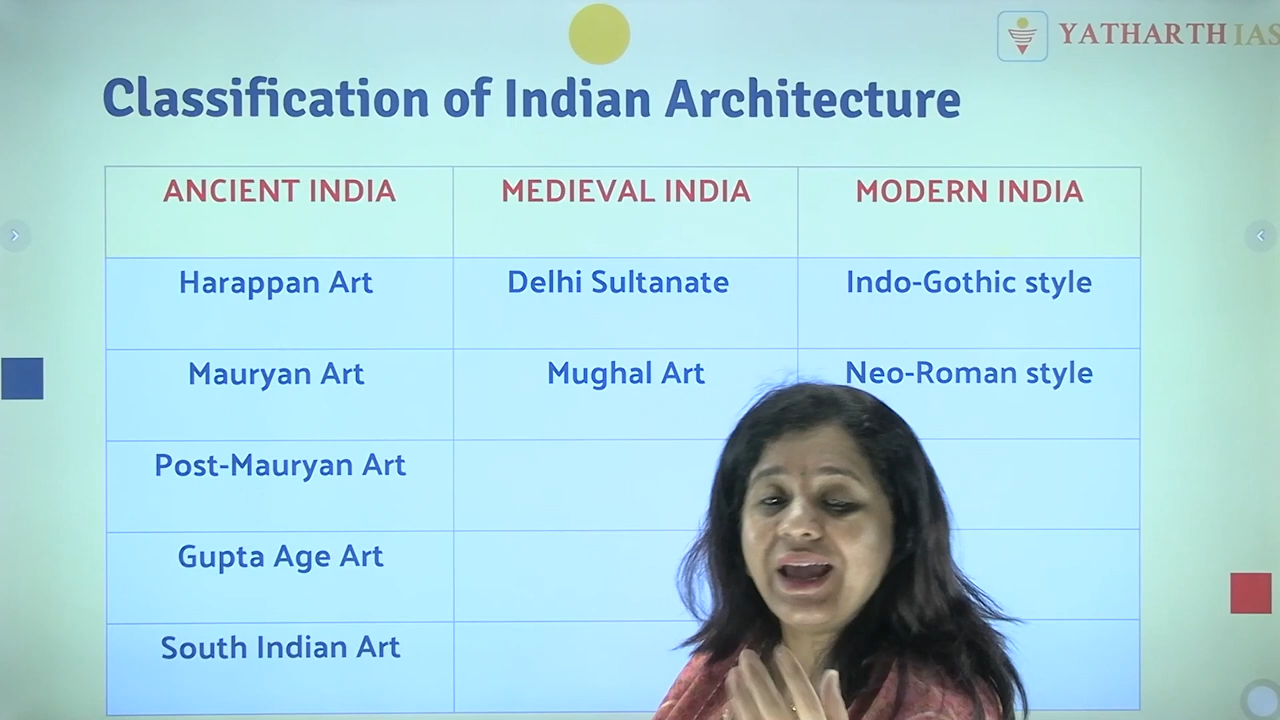 YATHARTH IAS
Classification of Indian Architecture
ANCIENT INDIA MEDIEVAL INDIA MODERN INDIA
Harappan Art Delhi Sultanate Indo-Gothic style
Mauryan Art Mughal Art Neo-Roman style
Post-Mauryan Art
Gupta Age Art
South Indian Art